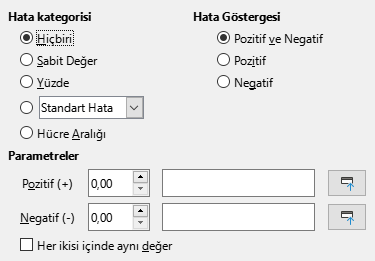 Hata kategorisi
Hiçbiri
Sabit Değer
Yüzde
Standart Hata
Hücre Aralığı
Hata Göstergesi
Pozitif ve Negatif
Pozitif
Negatif
Parametreler
Pozitif (+) 0,00
Negatif (-) 0,00
Her ikisi içinde aynı değer